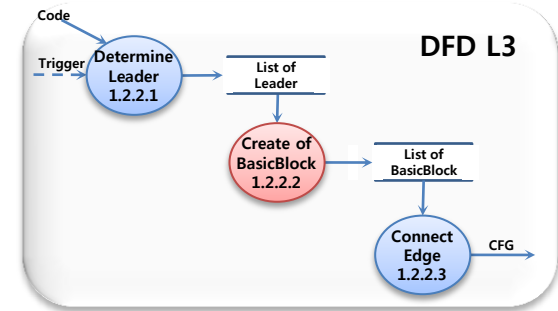 Code
DFD L3
Trigger
Determine
Leader
1.2.2.1
List of
Leader
Create of
BasicBlock
1.2.2.2
List of
BasicBlock
Connect
Edge
1.2.2.3
CFG